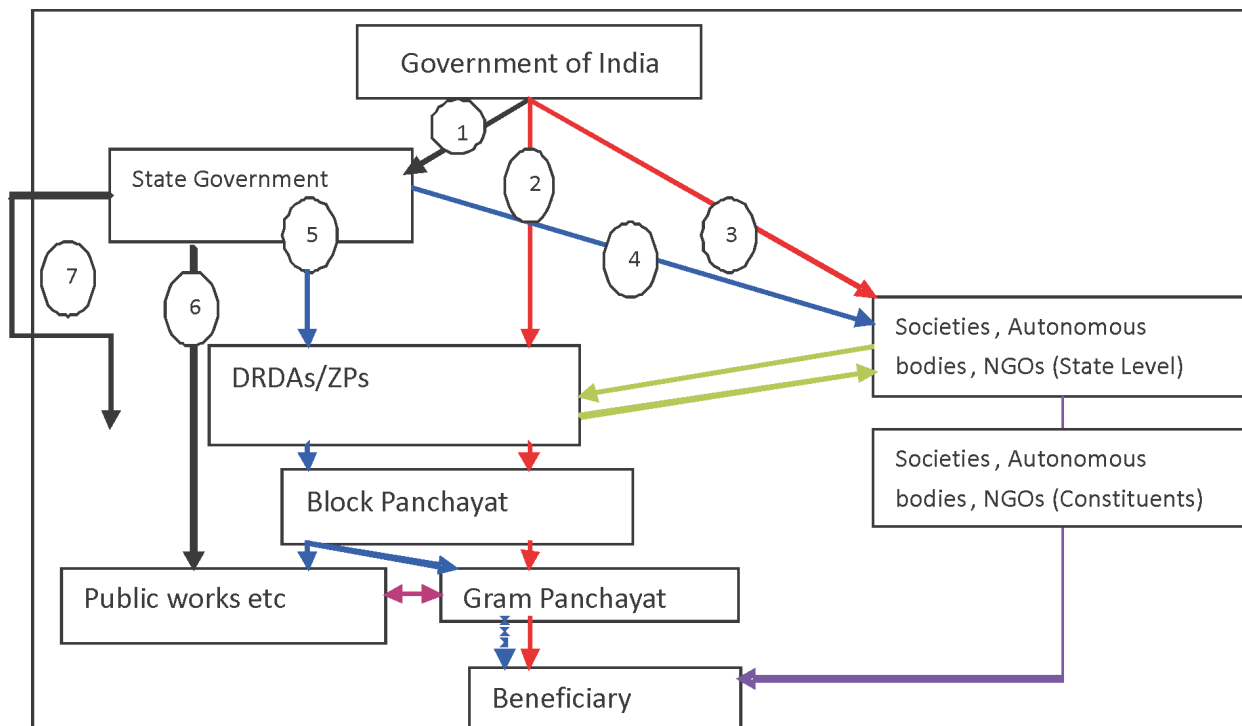 Government of India
1
State Government
2
5
3
4
7
6
Societies , Autonomous
bodies , NGOs (State Level)
DRDAs/ZPs
Societies , Autonomous
bodies , NGOs (Constituents)
Block Panchayat
Public works etc
Gram Panchayat
Beneficiary